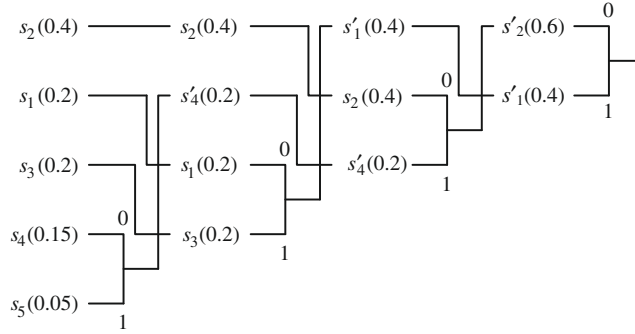 s₂(0.4) s₂(0.4) s′₁(0.4) s′₂(0.6) 0
s₁(0.2) s′₄(0.2) 0 s₂(0.4) s′₁(0.4) 1
s₃(0.2) 0 s₁(0.2) s′₄(0.2) 1
s₄(0.15) 0 s₃(0.2) 1
s₅(0.05) 1